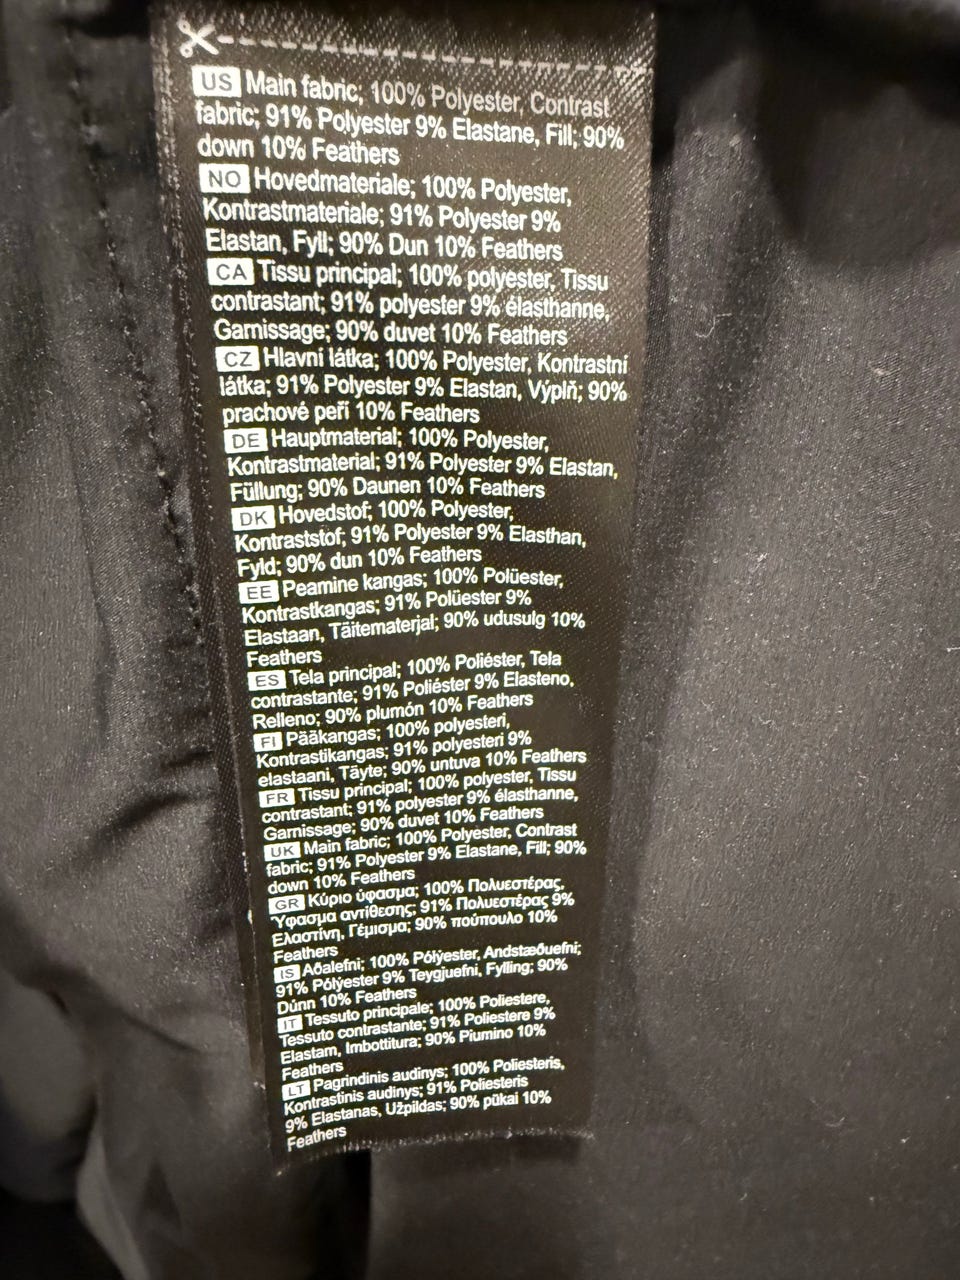 US Main fabric; 100% Polyester, Contrast
fabric; 91% Polyester 9% Elastane, Fill; 90%
down 10% Feathers
NO Hovedmateriale; 100% Polyester,
Kontrastmateriale; 91% Polyester 9%
Elastan, Fyll; 90% Dun 10% Feathers
CA Tissu principal; 100% polyester, Tissu
contrastant; 91% polyester 9% élasthanne,
Garnissage; 90% duvet 10% Feathers
CZ Hlavní látka; 100% Polyester, Kontrastní
látka; 91% Polyester 9% Elastan, Výplň; 90%
prachové peří 10% Feathers
DE Hauptmaterial; 100% Polyester,
Kontrastmaterial; 91% Polyester 9% Elastan,
Füllung; 90% Daunen 10% Feathers
DK Hovedstof; 100% Polyester,
Kontraststof; 91% Polyester 9% Elasthan,
Fyld; 90% dun 10% Feathers
EE Peamine kangas; 100% Polüester,
Kontrastkangas; 91% Polüester 9%
Elastaan, Täitematerjal; 90% udusulg 10%
Feathers
ES Tela principal; 100% Poliéster, Tela
contrastante; 91% Poliéster 9% Elasteno,
Relleno; 90% plumón 10% Feathers
FI Pääkangas; 100% polyesteri,
Kontrastikangas; 91% polyesteri 9%
elastaani, Täyte; 90% untuva 10% Feathers
FR Tissu principal; 100% polyester, Tissu
contrastant; 91% polyester 9% élasthanne,
Garnissage; 90% duvet 10% Feathers
UK Main fabric; 100% Polyester, Contrast
fabric; 91% Polyester 9% Elastane, Fill; 90%
down 10% Feathers
GR Κύριο ύφασμα; 100% Πολυεστέρας,
Ύφασμα αντίθεσης; 91% Πολυεστέρας 9%
Ελαστίνη, Γέμισμα; 90% πούπουλο 10%
Feathers
IS Aðalefni; 100% Pólýester, Andstæðuefni;
91% Pólýester 9% Teygjuefni, Fylling; 90%
Dúnn 10% Feathers
IT Tessuto principale; 100% Poliestere,
Tessuto contrastante; 91% Poliestere 9%
Elastam, Imbottitura; 90% Piumino 10%
Feathers
LT Pagrindinis audinys; 100% Poliesteris,
Kontrastinis audinys; 91% Poliesteris
9% Elastanas, Užpildas; 90% pūkai 10%
Feathers